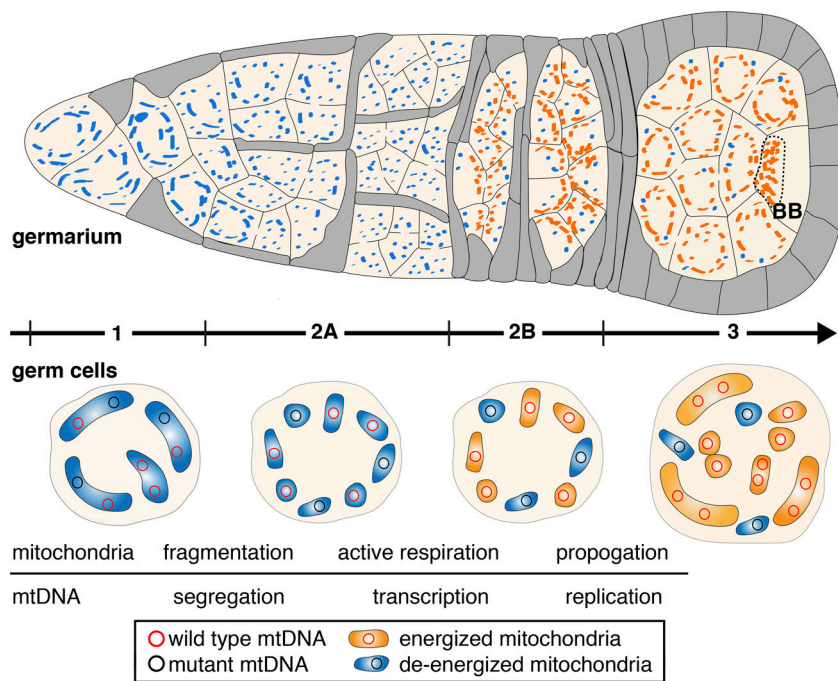 BB
germarium
1 2A 2B 3
germ cells
mitochondria fragmentation active respiration propogation
mtDNA segregation transcription replication
wild type mtDNA energized mitochondria
mutant mtDNA de-energized mitochondria